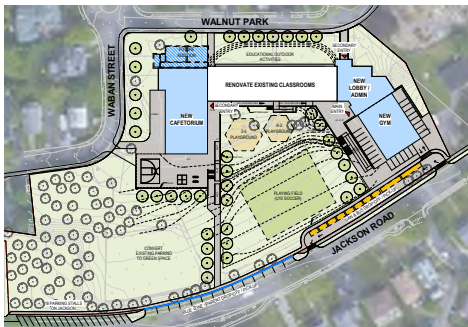 WALNUT PARK
WABAN STREET
EDUCATIONAL OUTDOOR
ACTIVITIES
SECONDARY
ENTRY
RENOVATE EXISTING CLASSROOMS
NEW
LOBBY /
ADMIN
NEW
CAFETORIUM
SECONDARY
ENTRY
MAIN
ENTRY
NEW
GYM
PLAYGROUND
PLAYGROUND
PLAYING FIELD
(U10 SOCCER)
JACKSON ROAD
CONVERT
EXISTING PARKING
TO GREEN SPACE
PARKING STALLS
ON JACKSON
BLUE ZONE